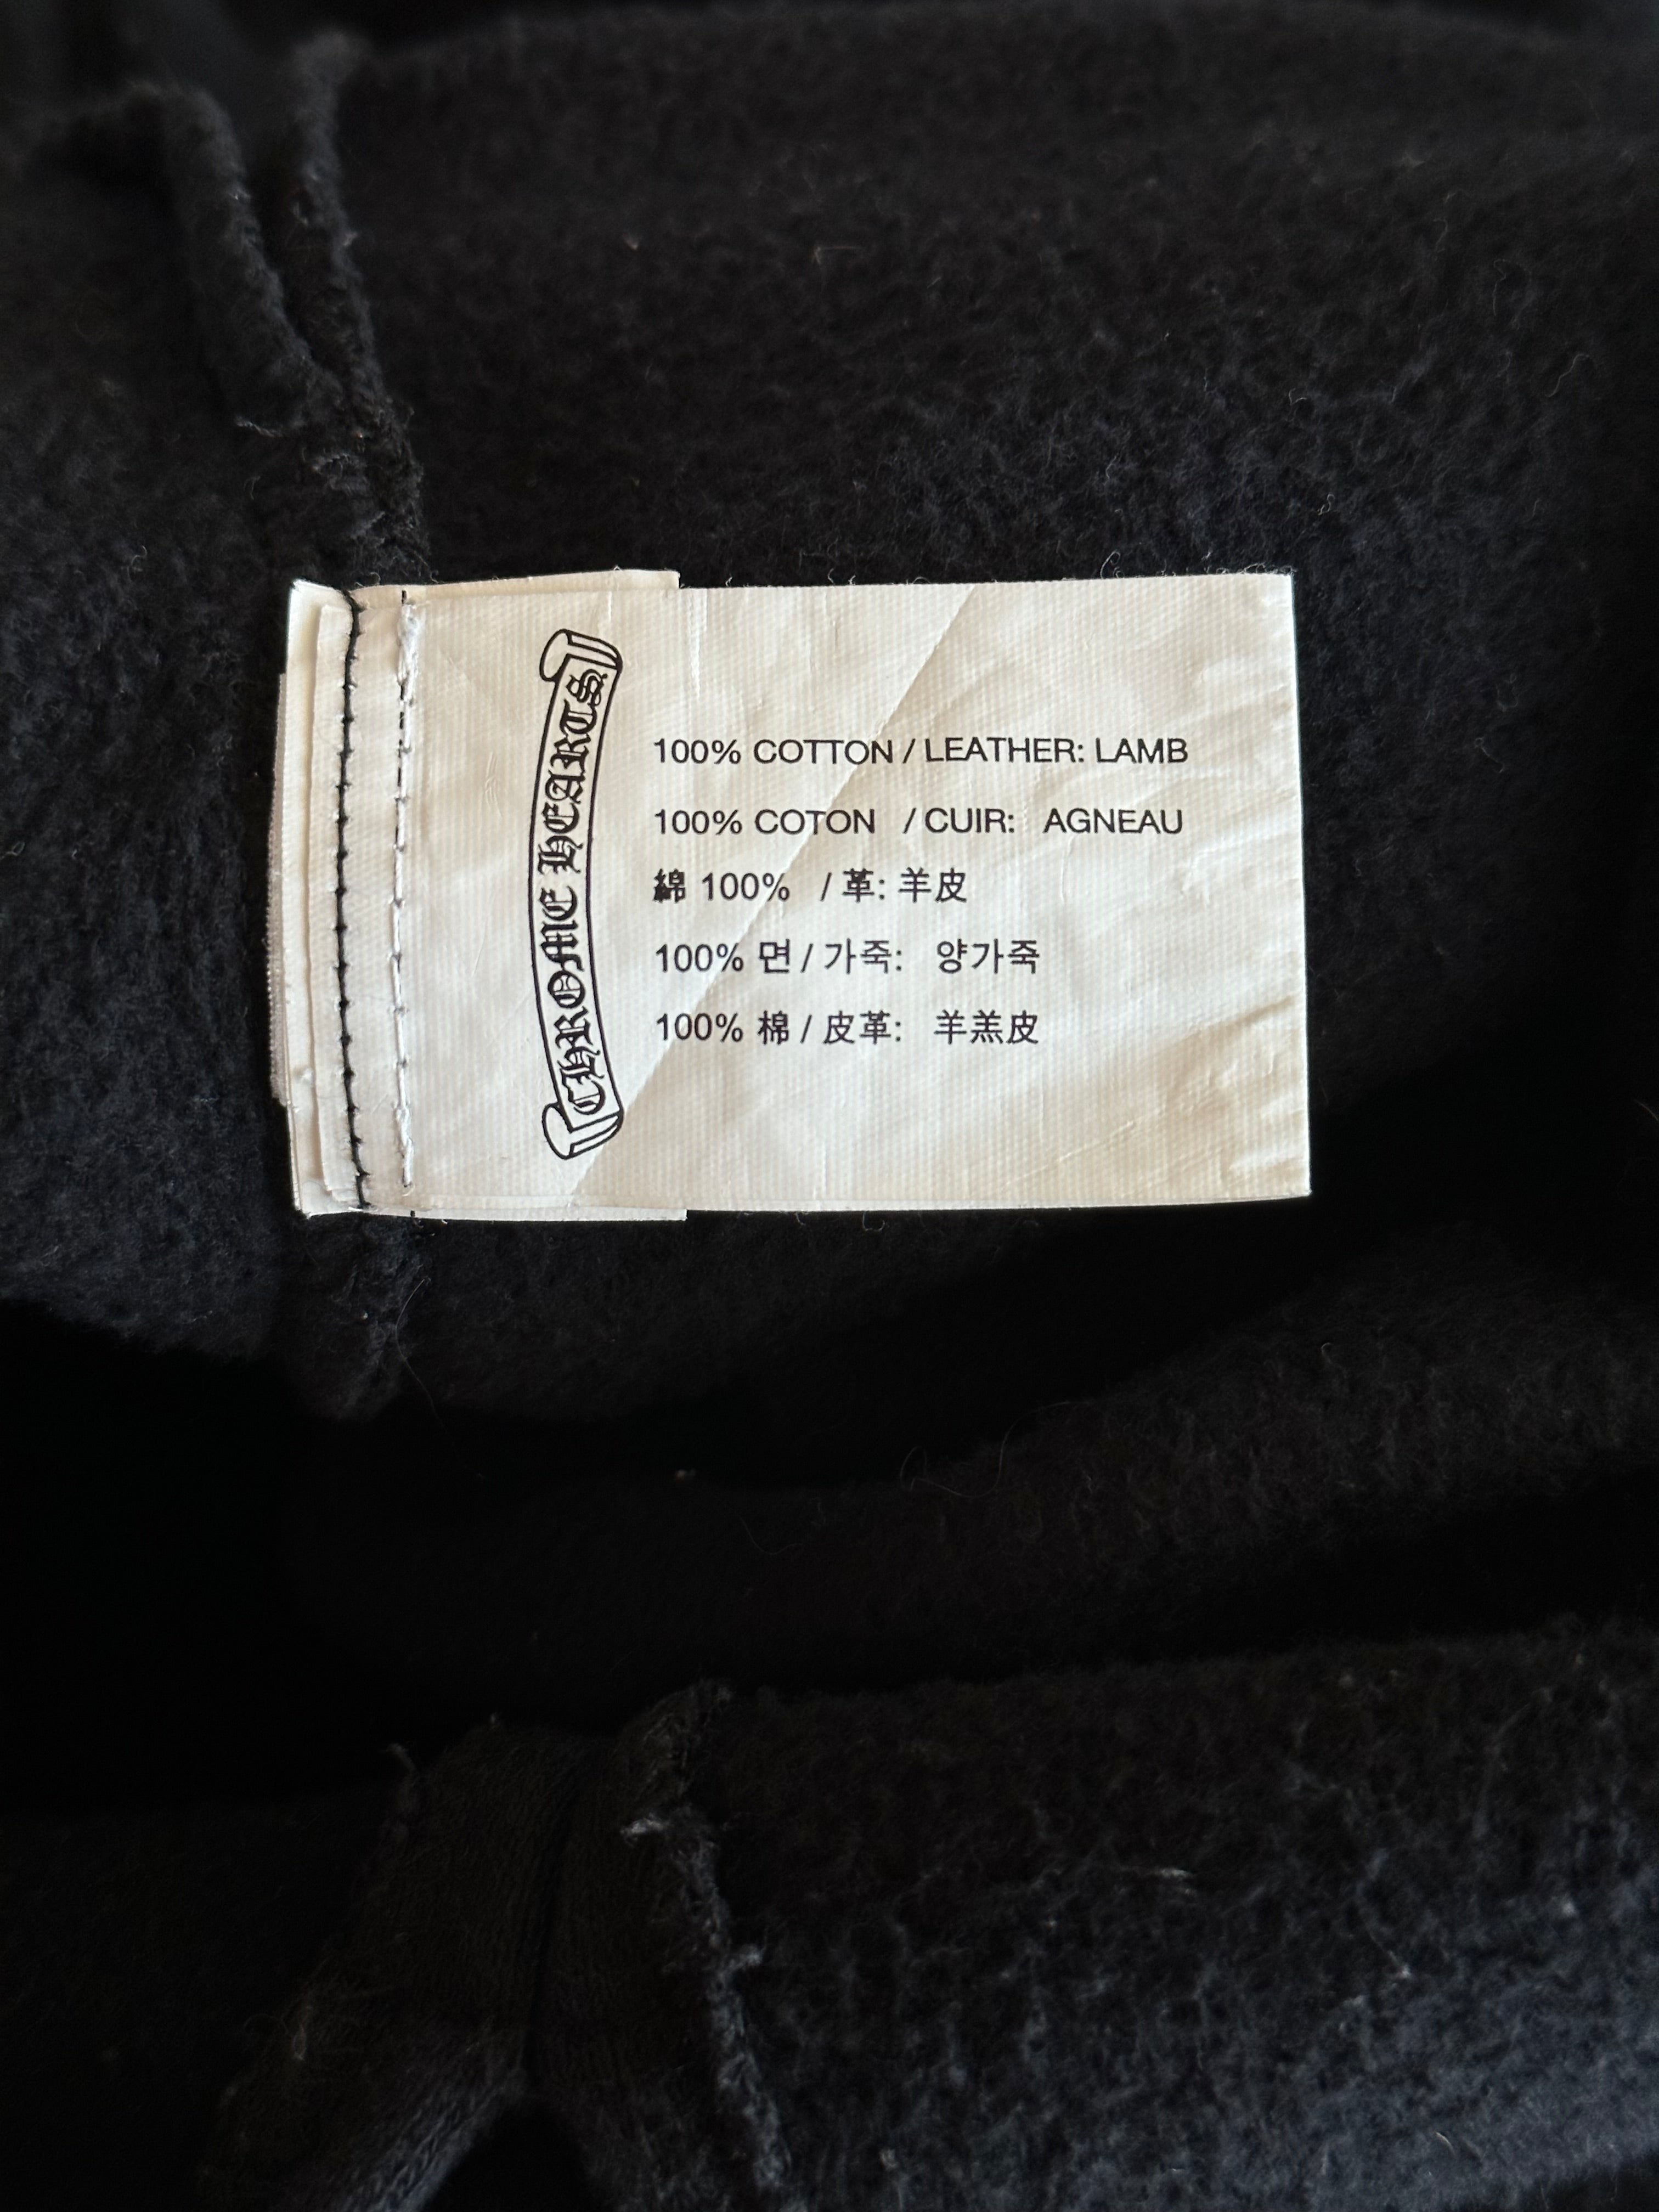 CHROME HEARTS
100% COTTON / LEATHER: LAMB
100% COTON / CUIR: AGNEAU
綿 100% / 革: 羊皮
100% 면 / 가죽: 양가죽
100% 棉 / 皮革: 羊羔皮